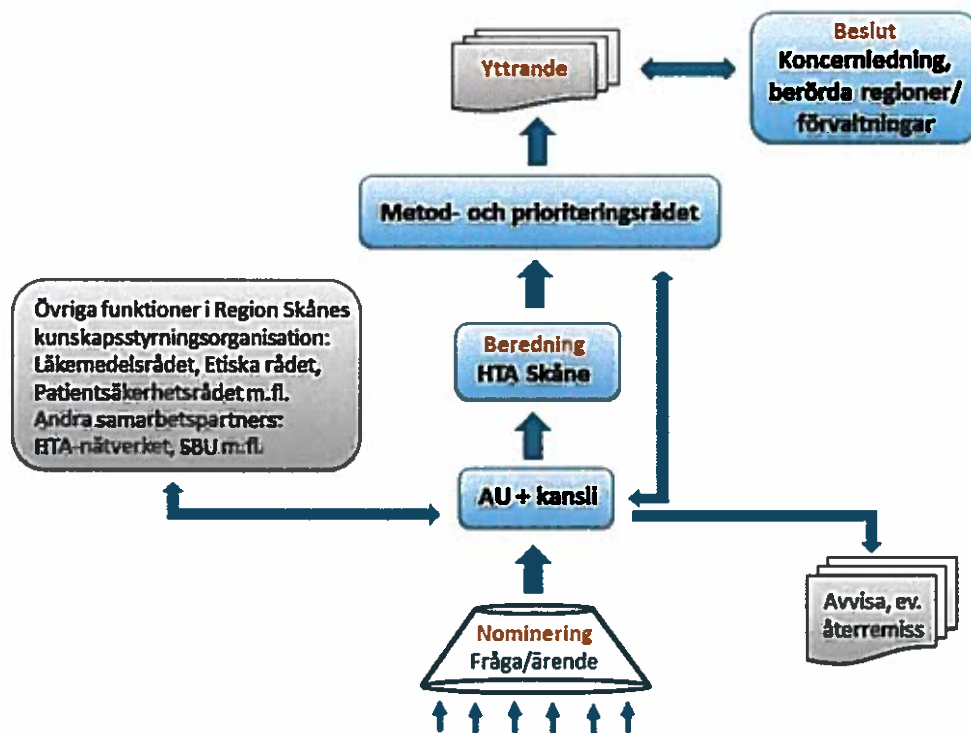 Yttrande
Beslut
Koncernledning,
berörda regioner/
förvaltningar
Metod- och prioriteringsrådet
Övriga funktioner i Region Skånes
kunskapsstyrningsorganisation:
Läkemedelsrådet, Etiska rådet,
Patientsäkerhetsrådet m.fl.
Andra samarbetspartners:
HTA-nätverket, SBU m.fl.
Beredning
HTA Skåne
AU + kansli
Avvisa, ev.
återremiss
Nominering
Fråga/ärende